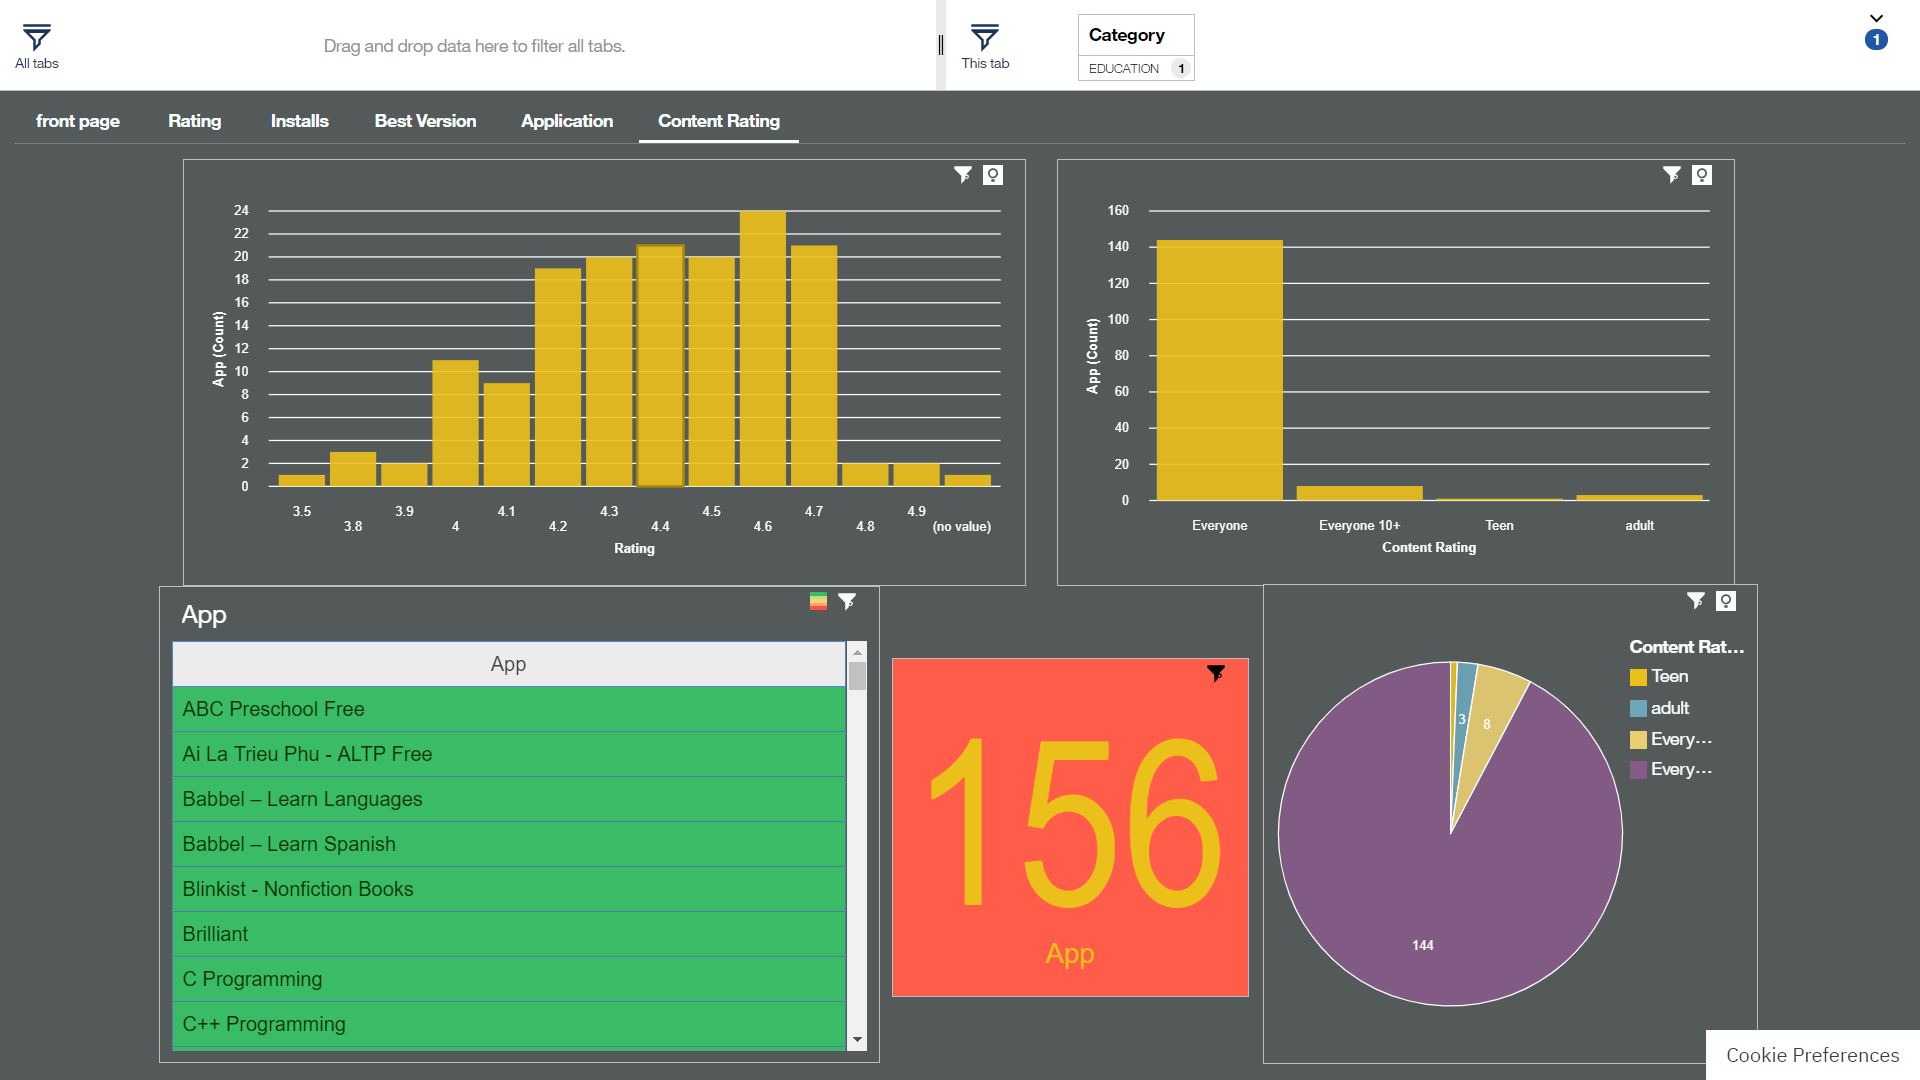 All tabs
Drag and drop data here to filter all tabs.
This tab
Category
EDUCATION 1
1
front page Rating Installs Best Version Application Content Rating
24
22
20
18
16
14
12
10
8
6
4
2
0
App (Count)
3.5 3.9 4.1 4.3 4.5 4.7 4.9
3.8 4 4.2 4.4 4.6 4.8 (no value)
Rating
160
140
120
100
80
60
40
20
0
App (Count)
Everyone Everyone 10+ Teen adult
Content Rating
App
App
ABC Preschool Free
Ai La Trieu Phu - ALTP Free
Babbel – Learn Languages
Babbel – Learn Spanish
Blinkist - Nonfiction Books
Brilliant
C Programming
C++ Programming
156
App
Content Rat...
Teen
adult
Every...
Every...
3
8
144
Cookie Preferences